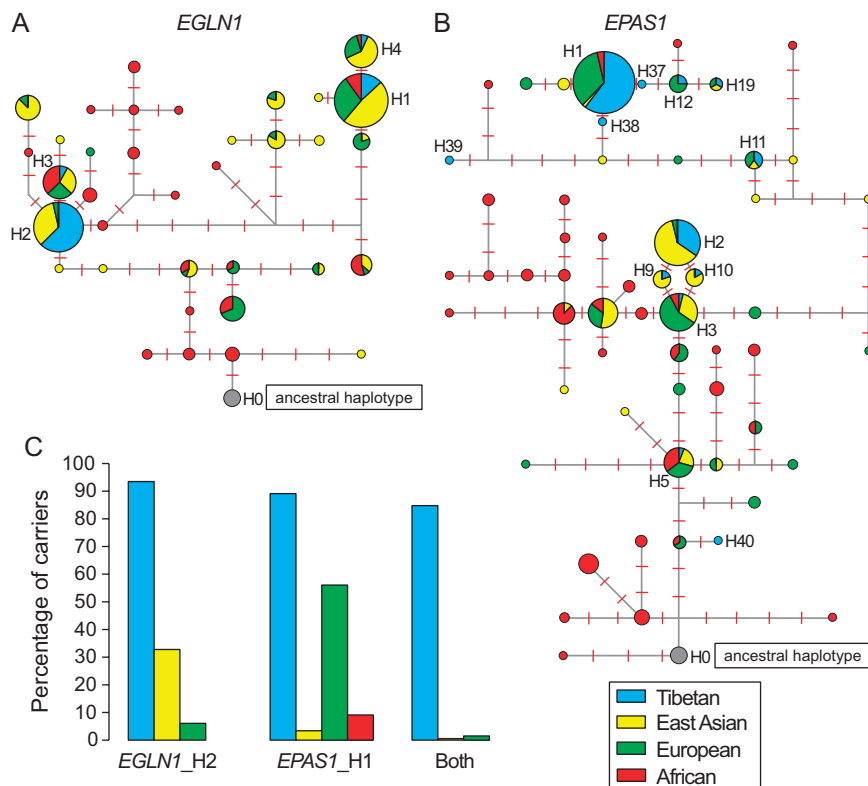 A
EGLN1
H4
H1
H3
H2
H0
ancestral haplotype
B
EPAS1
H1
H37
H19
H12
H38
H39
H11
H2
H9
H10
H3
H5
H40
H0
ancestral haplotype
C
Percentage of carriers
100
90
80
70
60
50
40
30
20
10
0
EGLN1_H2
EPAS1_H1
Both
Tibetan
East Asian
European
African